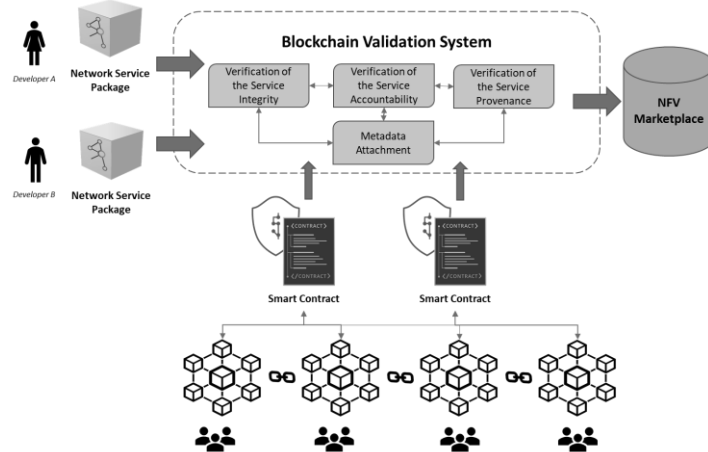 Developer A
Network Service
Package
Developer B
Network Service
Package
Blockchain Validation System
Verification of
the Service
Integrity
Verification of
the Service
Accountability
Verification of
the Service
Provenance
Metadata
Attachment
NFV
Marketplace
<CONTRACT>
</CONTRACT>
Smart Contract
<CONTRACT>
</CONTRACT>
Smart Contract